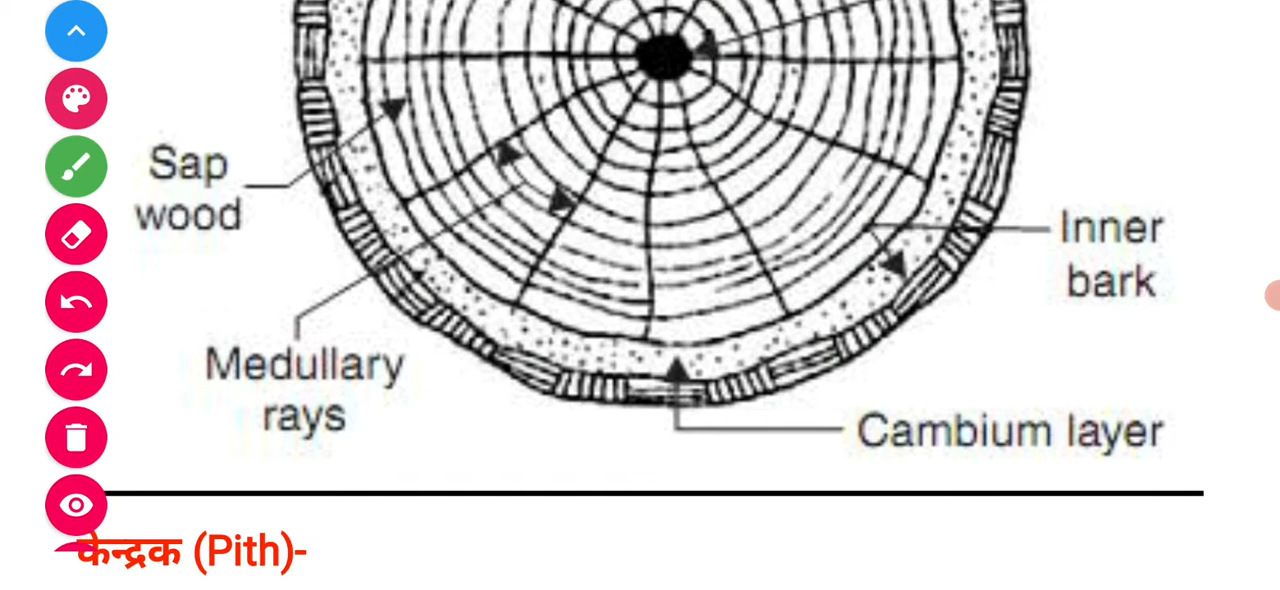 Sap
wood
Inner
bark
Medullary
rays
Cambium layer
केन्द्रक (Pith)-